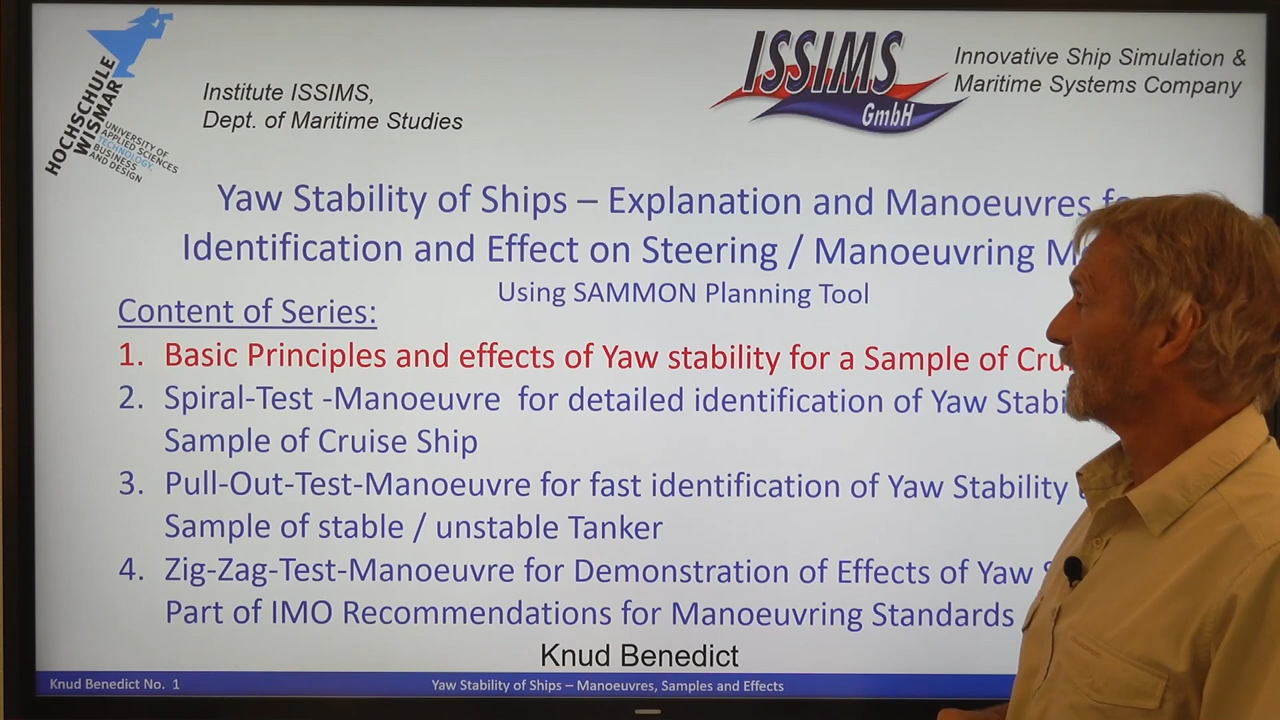 HOCHSCHULE
WISMAR
UNIVERSITY OF
APPLIED SCIENCES
TECHNOLOGY,
BUSINESS
AND DESIGN
Institute ISSIMS,
Dept. of Maritime Studies
ISSIMS
GmbH
Innovative Ship Simulation &
Maritime Systems Company
Yaw Stability of Ships – Explanation and Manoeuvres
Identification and Effect on Steering / Manoeuvring
Using SAMMON Planning Tool
Content of Series:
1. Basic Principles and effects of Yaw stability for a Sample of
2. Spiral-Test -Manoeuvre for detailed identification of Yaw
Sample of Cruise Ship
3. Pull-Out-Test-Manoeuvre for fast identification of Yaw Stability
Sample of stable / unstable Tanker
4. Zig-Zag-Test-Manoeuvre for Demonstration of Effects of Yaw
Part of IMO Recommendations for Manoeuvring Standards
Knud Benedict
Knud Benedict No. 1
Yaw Stability of Ships – Manoeuvres, Samples and Effects